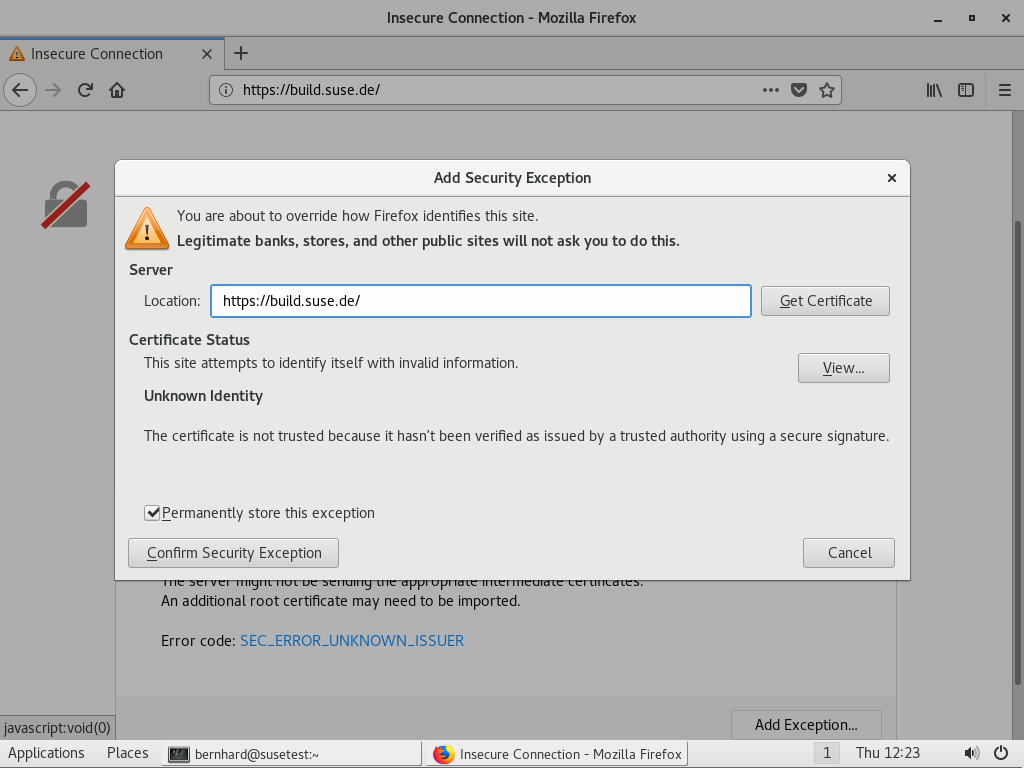 Insecure Connection - Mozilla Firefox
Insecure Connection
https://build.suse.de/
Add Security Exception
You are about to override how Firefox identifies this site.
Legitimate banks, stores, and other public sites will not ask you to do this.
Server
Location: https://build.suse.de/ Get Certificate
Certificate Status
This site attempts to identify itself with invalid information.
View...
Unknown Identity
The certificate is not trusted because it hasn't been verified as issued by a trusted authority using a secure signature.
Permanently store this exception
Confirm Security Exception Cancel
The server might not be sending the appropriate intermediate certificates.
An additional root certificate may need to be imported.
Error code: SEC_ERROR_UNKNOWN_ISSUER
Add Exception...
javascript:void(0)
Applications Places bernhard@susetest:~ Insecure Connection - Mozilla Firefox 1 Thu 12:23